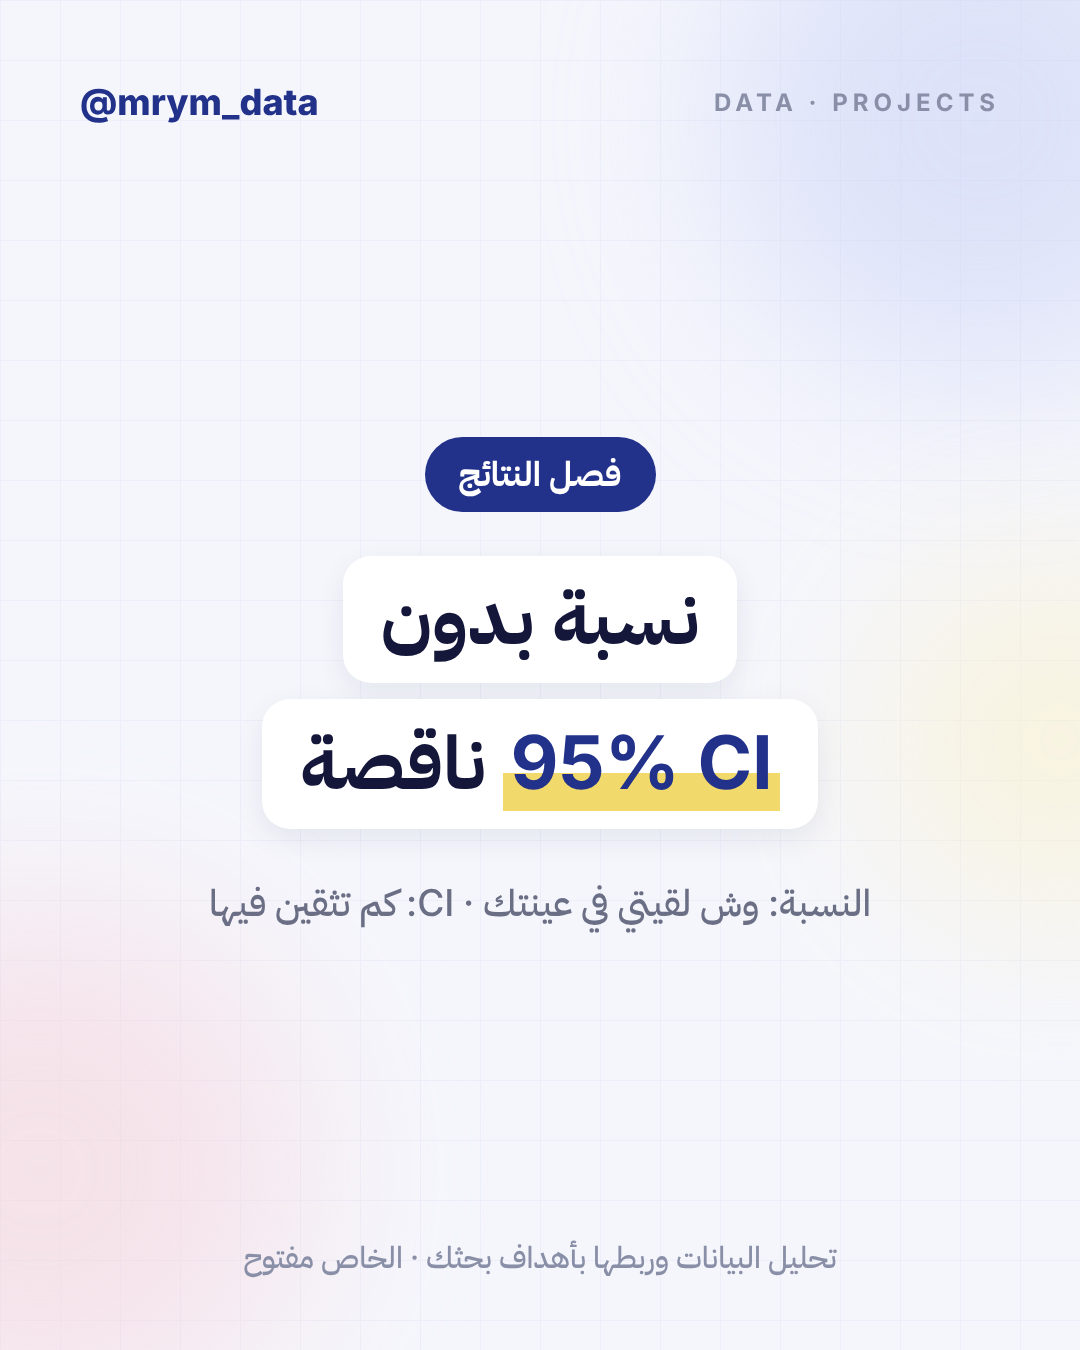 @mrym_data
DATA · PROJECTS
فصل النتائج
نسبة بدون
95% CI ناقصة
النسبة: وش لقيتي في عينتك · CI: كم تثقين فيها
تحليل البيانات وربطها بأهداف بحثك · الخاص مفتوح